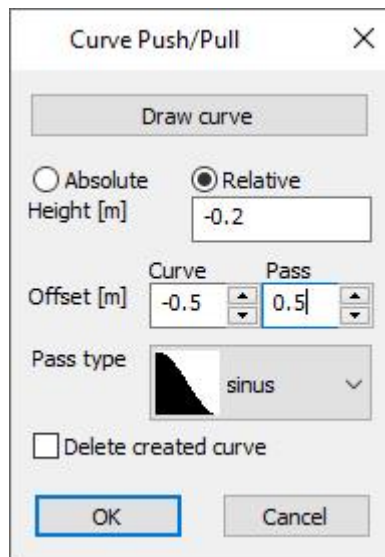 Curve Push/Pull
Draw curve
Absolute
Relative
Height [m]
-0.2
Curve
Pass
Offset [m]
-0.5
0.5
Pass type
sinus
Delete created curve
OK
Cancel